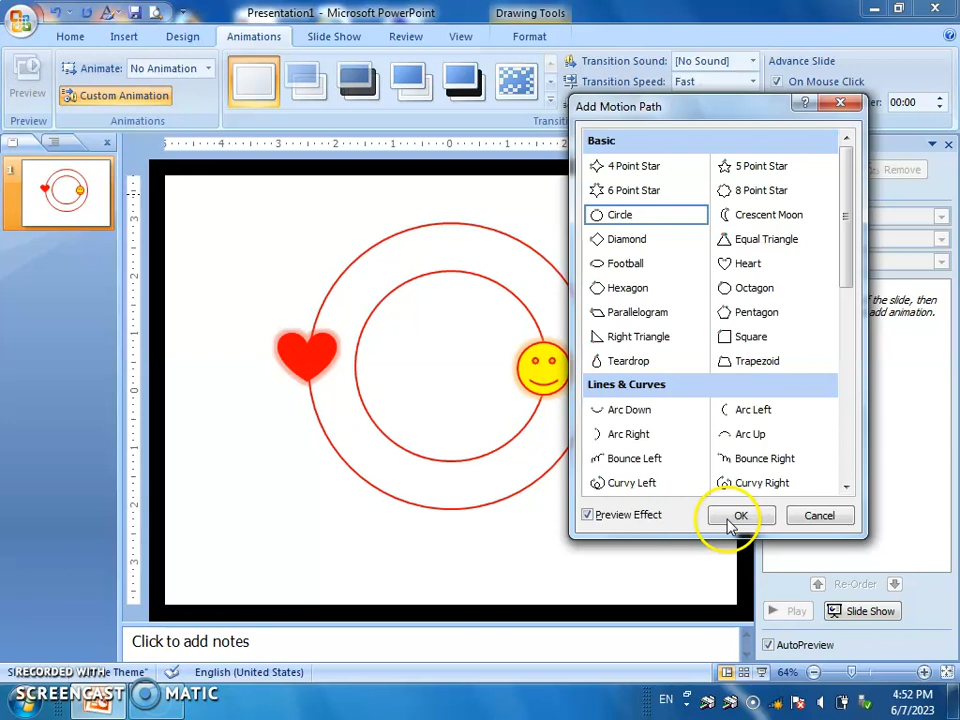 Presentation1 - Microsoft PowerPoint
Drawing Tools
Home
Insert
Design
Animations
Slide Show
Review
View
Format
Preview
Animate:
No Animation
Custom Animation
Transition Sound:
[No Sound]
Transition Speed:
Fast
Advance Slide
On Mouse Click
00:00
Preview
Animations
Add Motion Path
Remove
1
Basic
4 Point Star
5 Point Star
6 Point Star
8 Point Star
Circle
Crescent Moon
Diamond
Equal Triangle
Football
Heart
Hexagon
Octagon
Parallelogram
Pentagon
Right Triangle
Square
Teardrop
Trapezoid
Lines & Curves
Arc Down
Arc Left
Arc Right
Arc Up
Bounce Left
Bounce Right
Curvy Left
Curvy Right
Preview Effect
OK
Cancel
of the slide, then
add animation.
Re-Order
Play
Slide Show
AutoPreview
Click to add notes
English (United States)
64%
RECORDED WITH
SCREENCAST MATIC
EN
4:52 PM
6/7/2023